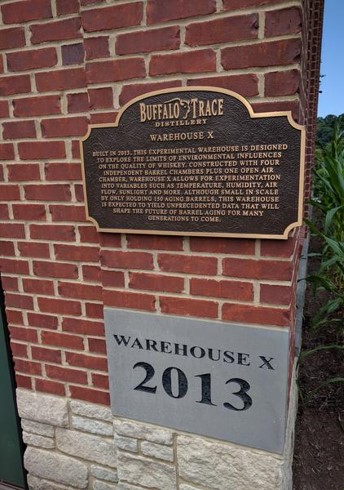 BUFFALO TRACE
DISTILLERY
WAREHOUSE X
BUILT IN 2013, THIS EXPERIMENTAL WAREHOUSE IS DESIGNED
TO EXPLORE THE LIMITS OF ENVIRONMENTAL INFLUENCES
ON THE QUALITY OF WHISKEY. CONSTRUCTED WITH FOUR
INDEPENDENT BARREL CHAMBERS PLUS ONE OPEN AIR
CHAMBER, WAREHOUSE X ALLOWS FOR EXPERIMENTATION
INTO VARIABLES SUCH AS TEMPERATURE, HUMIDITY, AIR
FLOW, SUNLIGHT AND MORE. ALTHOUGH SMALL IN SCALE
BY ONLY HOLDING 150 AGING BARRELS, THIS WAREHOUSE
IS EXPECTED TO YIELD UNPRECEDENTED DATA THAT WILL
SHAPE THE FUTURE OF BARREL AGING FOR MANY
GENERATIONS TO COME.
WAREHOUSE X
2013